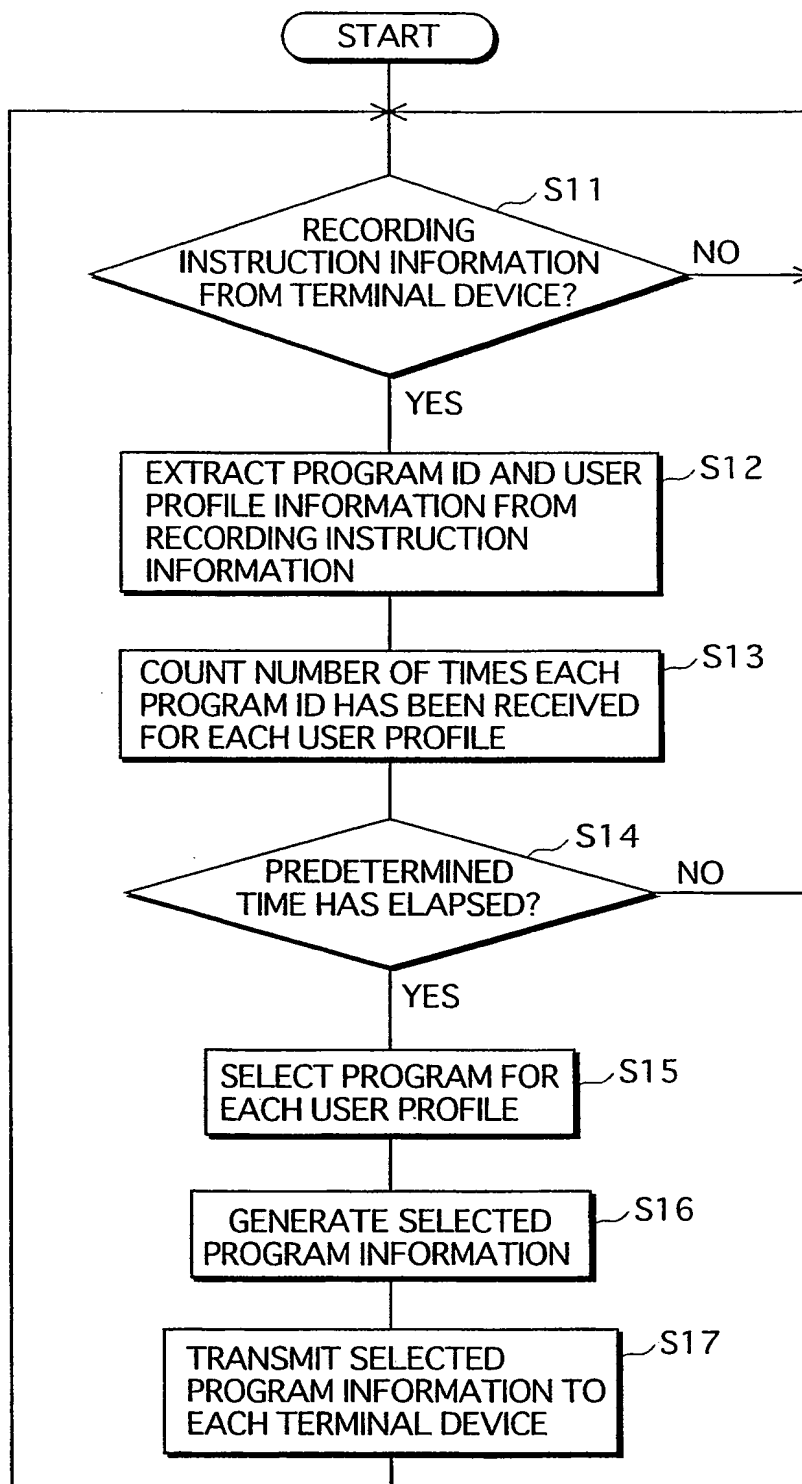 START
S11
RECORDING
INSTRUCTION INFORMATION
FROM TERMINAL DEVICE?
NO
YES
EXTRACT PROGRAM ID AND USER
PROFILE INFORMATION FROM
RECORDING INSTRUCTION
INFORMATION
S12
COUNT NUMBER OF TIMES EACH
PROGRAM ID HAS BEEN RECEIVED
FOR EACH USER PROFILE
S13
S14
PREDETERMINED
TIME HAS ELAPSED?
NO
YES
SELECT PROGRAM FOR
EACH USER PROFILE
S15
GENERATE SELECTED
PROGRAM INFORMATION
S16
TRANSMIT SELECTED
PROGRAM INFORMATION TO
EACH TERMINAL DEVICE
S17